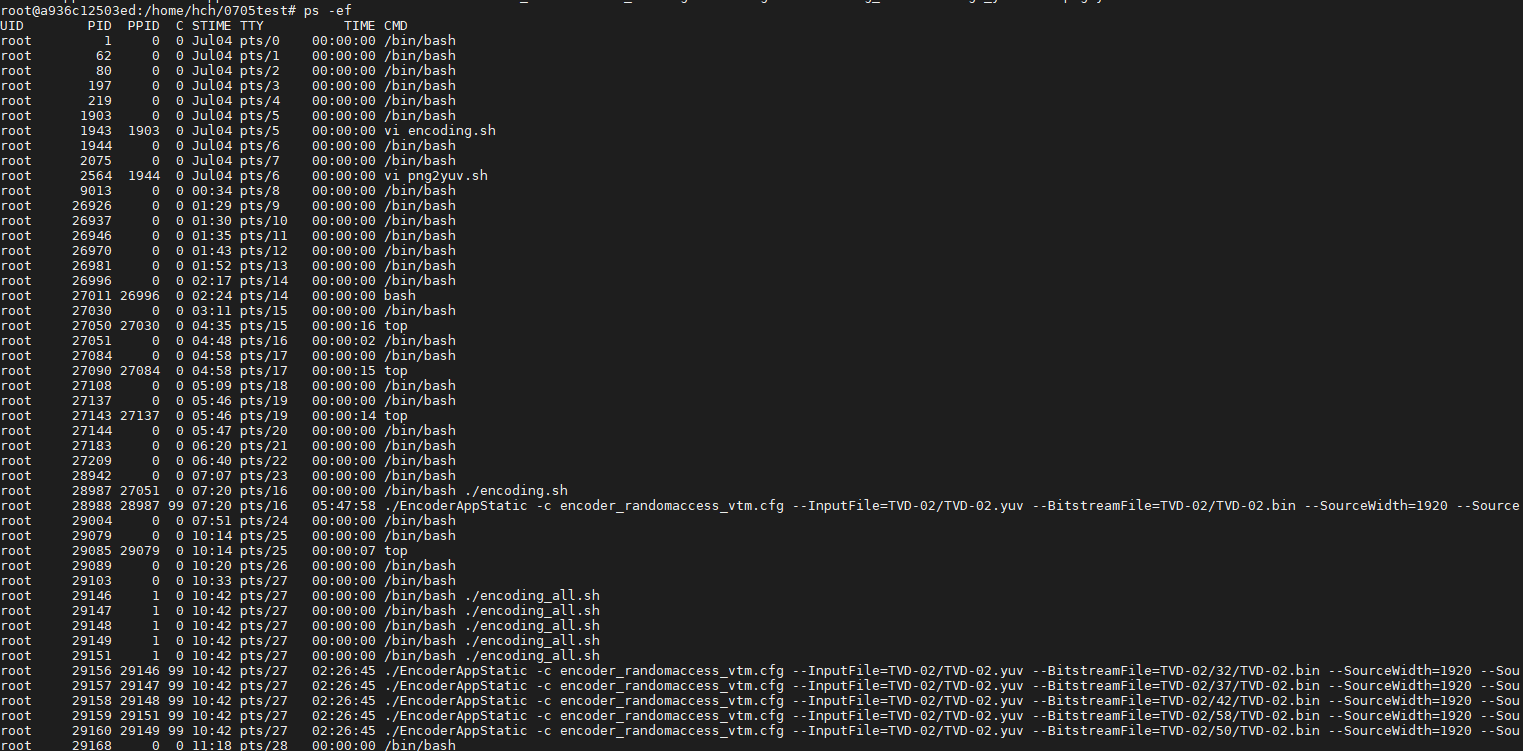 root@a936c12503ed:/home/hch/0705test# ps -ef
UID PID PPID C STIME TTY TIME CMD
root 1 0 0 Jul04 pts/0 00:00:00 /bin/bash
root 62 0 0 Jul04 pts/1 00:00:00 /bin/bash
root 80 0 0 Jul04 pts/2 00:00:00 /bin/bash
root 197 0 0 Jul04 pts/3 00:00:00 /bin/bash
root 219 0 0 Jul04 pts/4 00:00:00 /bin/bash
root 1903 0 0 Jul04 pts/5 00:00:00 /bin/bash
root 1943 1903 0 Jul04 pts/5 00:00:00 vi encoding.sh
root 1944 0 0 Jul04 pts/6 00:00:00 /bin/bash
root 2075 0 0 Jul04 pts/7 00:00:00 /bin/bash
root 2564 1944 0 Jul04 pts/6 00:00:00 vi png2yuv.sh
root 9013 0 0 00:34 pts/8 00:00:00 /bin/bash
root 26926 0 0 01:29 pts/9 00:00:00 /bin/bash
root 26937 0 0 01:30 pts/10 00:00:00 /bin/bash
root 26946 0 0 01:35 pts/11 00:00:00 /bin/bash
root 26970 0 0 01:43 pts/12 00:00:00 /bin/bash
root 26981 0 0 01:52 pts/13 00:00:00 /bin/bash
root 26996 0 0 02:17 pts/14 00:00:00 /bin/bash
root 27011 26996 0 02:24 pts/14 00:00:00 bash
root 27030 0 0 03:11 pts/15 00:00:00 /bin/bash
root 27050 27030 0 04:35 pts/15 00:00:16 top
root 27051 0 0 04:48 pts/16 00:00:02 /bin/bash
root 27084 0 0 04:58 pts/17 00:00:00 /bin/bash
root 27090 27084 0 04:58 pts/17 00:00:15 top
root 27108 0 0 05:09 pts/18 00:00:00 /bin/bash
root 27137 0 0 05:46 pts/19 00:00:00 /bin/bash
root 27143 27137 0 05:46 pts/19 00:00:14 top
root 27144 0 0 05:47 pts/20 00:00:00 /bin/bash
root 27183 0 0 06:20 pts/21 00:00:00 /bin/bash
root 27209 0 0 06:40 pts/22 00:00:00 /bin/bash
root 28942 0 0 07:07 pts/23 00:00:00 /bin/bash
root 28987 27051 0 07:20 pts/16 00:00:00 /bin/bash ./encoding.sh
root 28988 28987 99 07:20 pts/16 05:47:58 ./EncoderAppStatic -c encoder_randomaccess_vtm.cfg --InputFile=TVD-02/TVD-02.yuv --BitstreamFile=TVD-02/TVD-02.bin --SourceWidth=1920 --Source
root 29004 0 0 07:51 pts/24 00:00:00 /bin/bash
root 29079 0 0 10:14 pts/25 00:00:00 /bin/bash
root 29085 29079 0 10:14 pts/25 00:00:07 top
root 29089 0 0 10:20 pts/26 00:00:00 /bin/bash
root 29103 0 0 10:33 pts/27 00:00:00 /bin/bash
root 29146 1 0 10:42 pts/27 00:00:00 /bin/bash ./encoding_all.sh
root 29147 1 0 10:42 pts/27 00:00:00 /bin/bash ./encoding_all.sh
root 29148 1 0 10:42 pts/27 00:00:00 /bin/bash ./encoding_all.sh
root 29149 1 0 10:42 pts/27 00:00:00 /bin/bash ./encoding_all.sh
root 29151 1 0 10:42 pts/27 00:00:00 /bin/bash ./encoding_all.sh
root 29156 29146 99 10:42 pts/27 02:26:45 ./EncoderAppStatic -c encoder_randomaccess_vtm.cfg --InputFile=TVD-02/TVD-02.yuv --BitstreamFile=TVD-02/32/TVD-02.bin --SourceWidth=1920 --Sou
root 29157 29147 99 10:42 pts/27 02:26:45 ./EncoderAppStatic -c encoder_randomaccess_vtm.cfg --InputFile=TVD-02/TVD-02.yuv --BitstreamFile=TVD-02/37/TVD-02.bin --SourceWidth=1920 --Sou
root 29158 29148 99 10:42 pts/27 02:26:45 ./EncoderAppStatic -c encoder_randomaccess_vtm.cfg --InputFile=TVD-02/TVD-02.yuv --BitstreamFile=TVD-02/42/TVD-02.bin --SourceWidth=1920 --Sou
root 29159 29151 99 10:42 pts/27 02:26:45 ./EncoderAppStatic -c encoder_randomaccess_vtm.cfg --InputFile=TVD-02/TVD-02.yuv --BitstreamFile=TVD-02/58/TVD-02.bin --SourceWidth=1920 --Sou
root 29160 29149 99 10:42 pts/27 02:26:45 ./EncoderAppStatic -c encoder_randomaccess_vtm.cfg --InputFile=TVD-02/TVD-02.yuv --BitstreamFile=TVD-02/50/TVD-02.bin --SourceWidth=1920 --Sou
root 29168 0 0 11:18 pts/28 00:00:00 /bin/bash